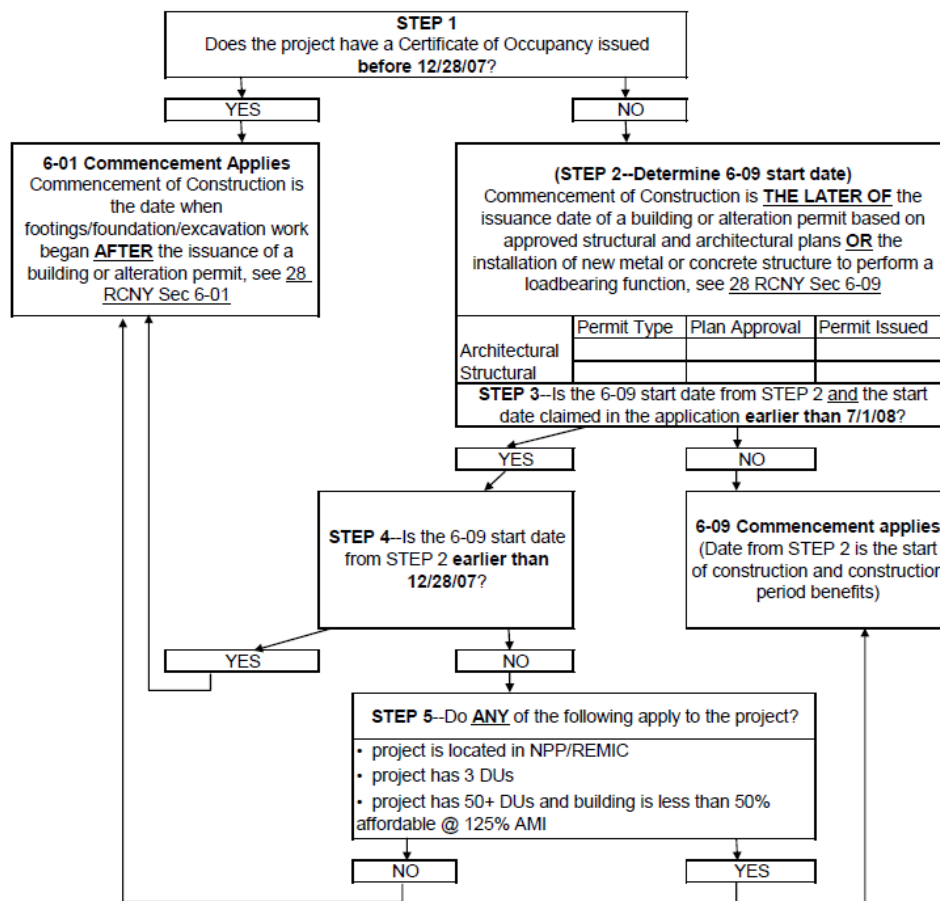 STEP 1
Does the project have a Certificate of Occupancy issued
before 12/28/07?
YES
NO
6-01 Commencement Applies
Commencement of Construction is
the date when
footings/foundation/excavation work
began AFTER the issuance of a
building or alteration permit, see 28
RCNY Sec 6-01
(STEP 2--Determine 6-09 start date)
Commencement of Construction is THE LATER OF the
issuance date of a building or alteration permit based on
approved structural and architectural plans OR the
installation of new metal or concrete structure to perform a
loadbearing function, see 28 RCNY Sec 6-09
Permit Type Plan Approval Permit Issued
Architectural
Structural
STEP 3--Is the 6-09 start date from STEP 2 and the start
date claimed in the application earlier than 7/1/08?
YES
NO
STEP 4--Is the 6-09 start date
from STEP 2 earlier than
12/28/07?
6-09 Commencement applies
(Date from STEP 2 is the start
of construction and construction
period benefits)
YES
NO
STEP 5--Do ANY of the following apply to the project?
• project is located in NPP/REMIC
• project has 3 DUs
• project has 50+ DUs and building is less than 50%
affordable @ 125% AMI
NO
YES